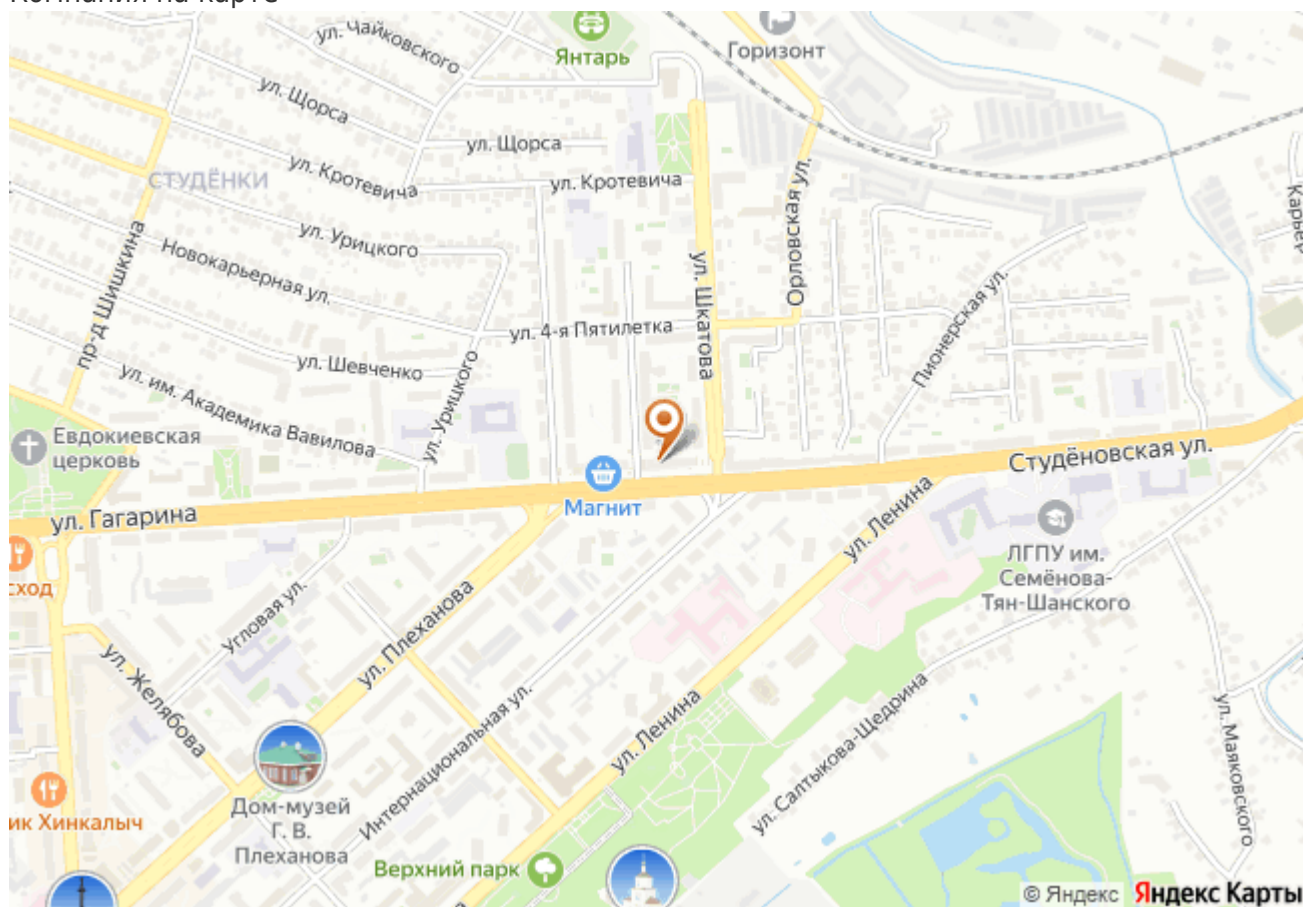 Компания на карте
ул. Чайковского
Янтарь
Горизонт
ул. Щорса
ул. Щорса
ул. Кротевича
ул. Кротевича
СТУДЁНКИ
Орловская ул.
Карьер
ул. Урицкого
Новокарьерная ул.
пр-д Шишкина
ул. Шкатова
Пионерская ул.
ул. 4-я Пятилетка
ул. Шевченко
ул. Урицкого
ул. им. Академика Вавилова
Евдокиевская
церковь
Студёновская ул.
Магнит
ул. Гагарина
ул. Ленина
ЛГПУ им.
Семёнова-
Тян-Шанского
сход
Угловая ул.
ул. Плеханова
ул. Желябова
Интернациональная ул.
ул. Ленина
ул. Салтыкова-Щедрина
ул. Маяковского
ик Хинкалыч
Дом-музей
Г. В.
Плеханова
Верхний парк
© Яндекс Яндекс Карты